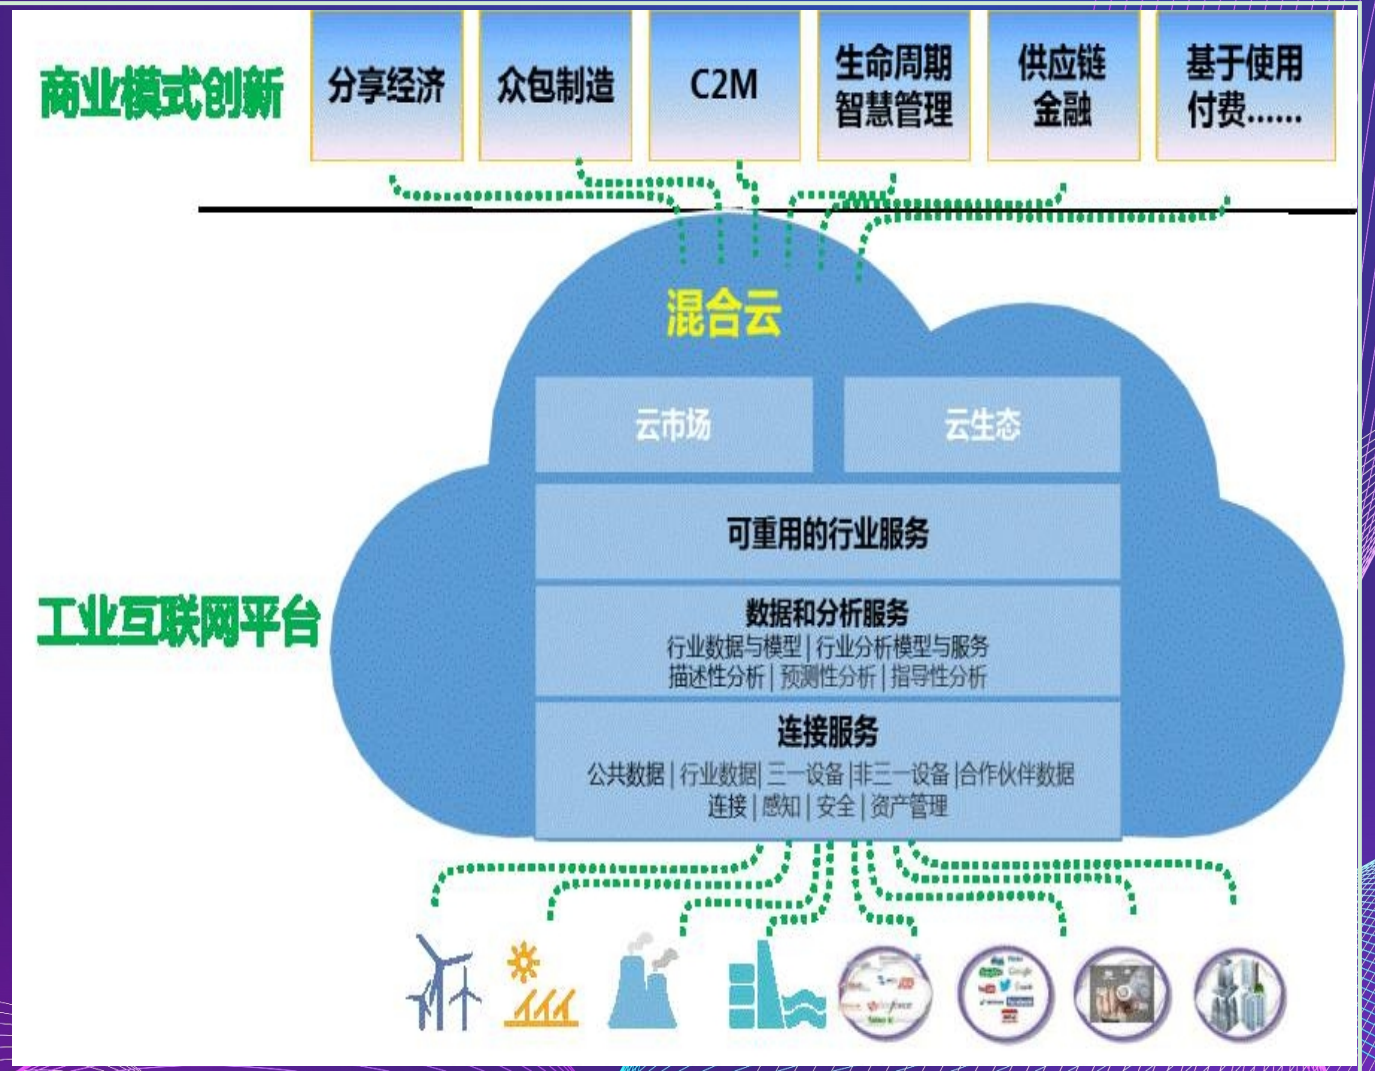 商业模式创新
分享经济
众包制造
C2M
生命周期
智慧管理
供应链
金融
基于使用
付费……
混合云
云市场
云生态
可重用的行业服务
工业互联网平台
数据和分析服务
行业数据与模型|行业分析模型与服务
描述性分析|预测性分析|指导性分析
连接服务
公共数据|行业数据|三一设备|非三一设备|合作伙伴数据
连接|感知|安全|资产管理
Google